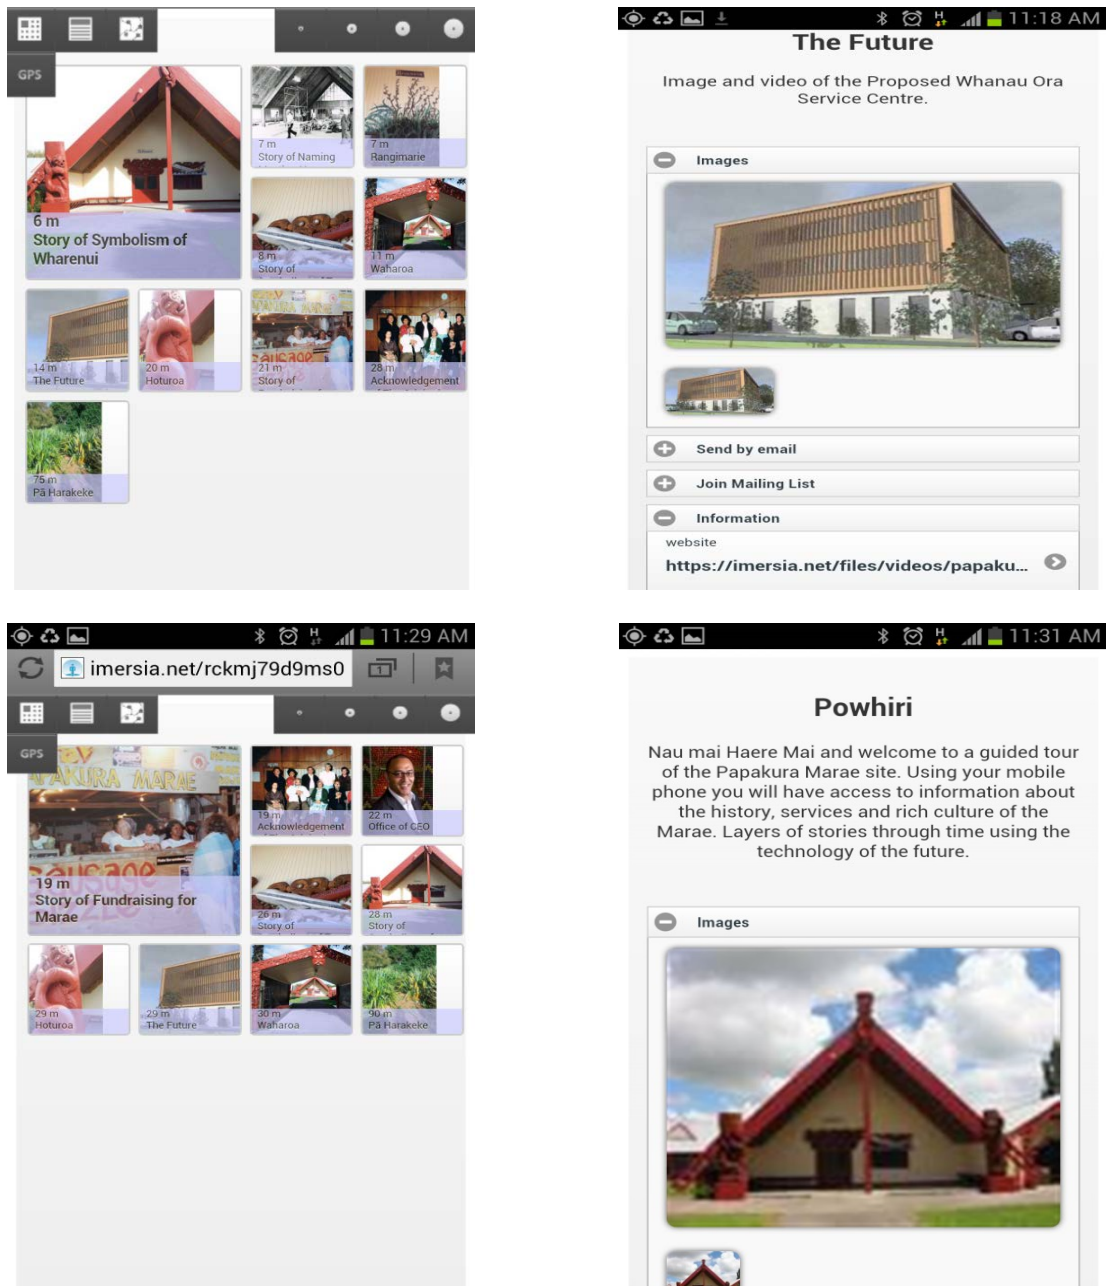 GPS
6 m
Story of Symbolism of
Wharenui
7 m
Story of Naming
7 m
Rangimarie
8 m
Story of
11 m
Waharoa
14 m
The Future
20 m
Hoturoa
21 m
Story of
28 m
Acknowledgement
75 m
Pā Harakeke
11:18 AM
The Future
Image and video of the Proposed Whanau Ora
Service Centre.
Images
Send by email
Join Mailing List
Information
website
https://imersia.net/files/videos/papaku...
11:29 AM
imersia.net/rckmj79d9ms0
1
GPS
PAPAKURA MARAE
sausage
19 m
Story of Fundraising for
Marae
19 m
Acknowledgement
22 m
Office of CEO
26 m
Story of
28 m
Story of
29 m
Hoturoa
29 m
The Future
30 m
Waharoa
90 m
Pā Harakeke
11:31 AM
Powhiri
Nau mai Haere Mai and welcome to a guided tour
of the Papakura Marae site. Using your mobile
phone you will have access to information about
the history, services and rich culture of the
Marae. Layers of stories through time using the
technology of the future.
Images